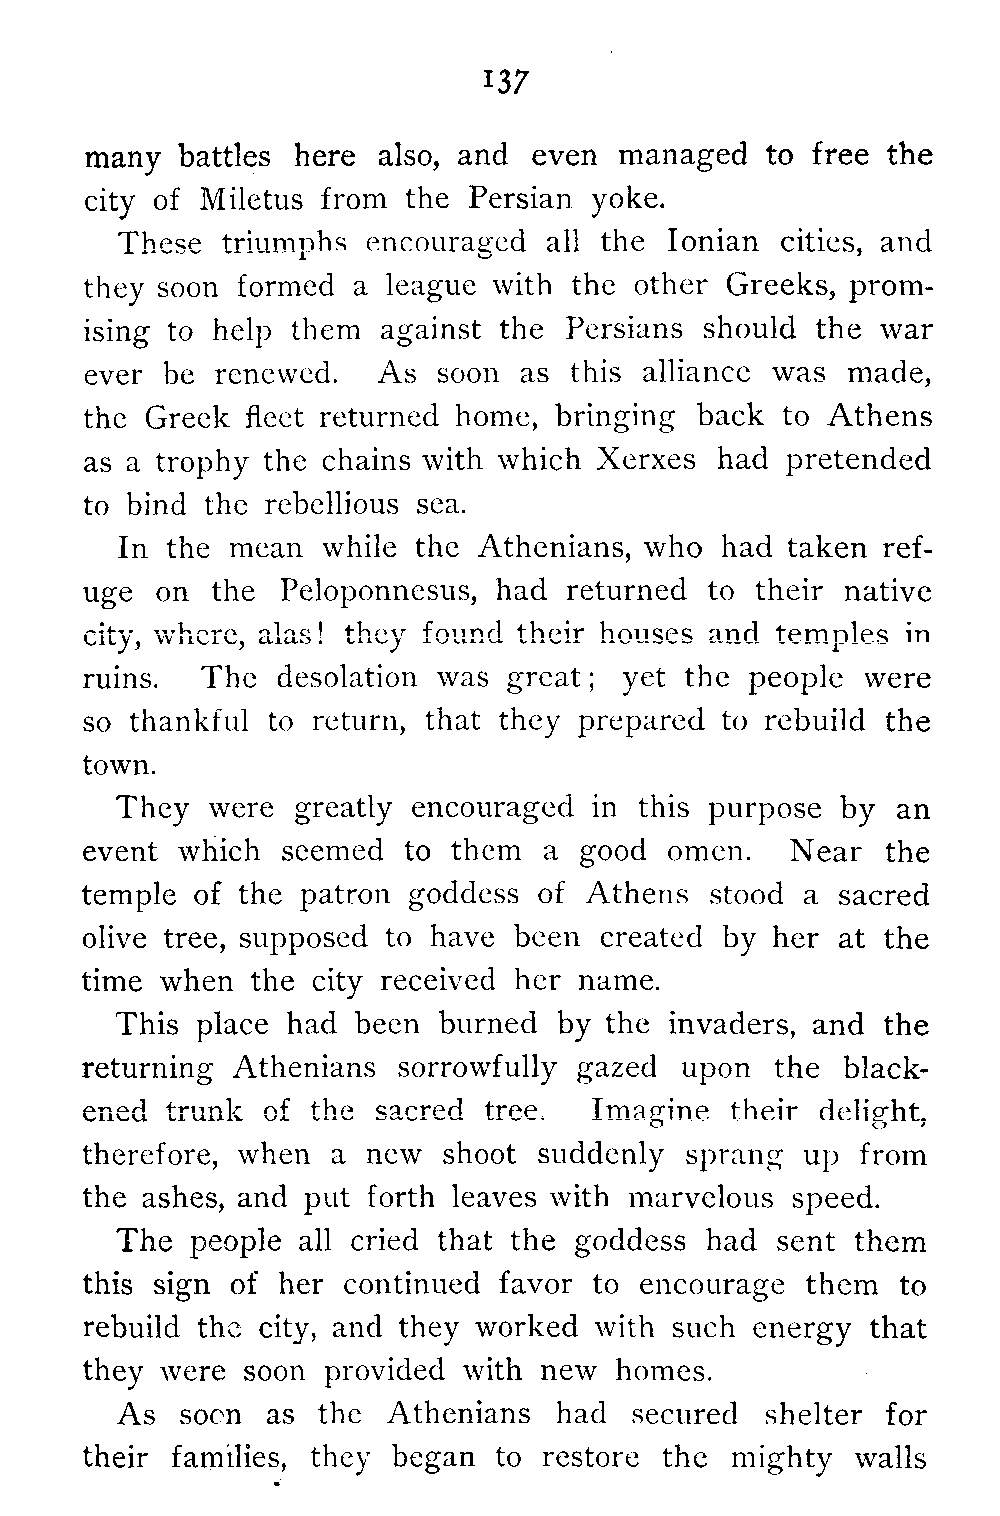 137
many battles here also, and even managed to free the
city of Miletus from the Persian yoke.
These triumphs encouraged all the Ionian cities, and
they soon formed a league with the other Greeks, prom-
ising to help them against the Persians should the war
ever be renewed. As soon as this alliance was made,
the Greek fleet returned home, bringing back to Athens
as a trophy the chains with which Xerxes had pretended
to bind the rebellious sea.
In the mean while the Athenians, who had taken ref-
uge on the Peloponnesus, had returned to their native
city, where, alas! they found their houses and temples in
ruins. The desolation was great; yet the people were
so thankful to return, that they prepared to rebuild the
town.
They were greatly encouraged in this purpose by an
event which seemed to them a good omen. Near the
temple of the patron goddess of Athens stood a sacred
olive tree, supposed to have been created by her at the
time when the city received her name.
This place had been burned by the invaders, and the
returning Athenians sorrowfully gazed upon the black-
ened trunk of the sacred tree. Imagine their delight,
therefore, when a new shoot suddenly sprang up from
the ashes, and put forth leaves with marvelous speed.
The people all cried that the goddess had sent them
this sign of her continued favor to encourage them to
rebuild the city, and they worked with such energy that
they were soon provided with new homes.
As soon as the Athenians had secured shelter for
their families, they began to restore the mighty walls